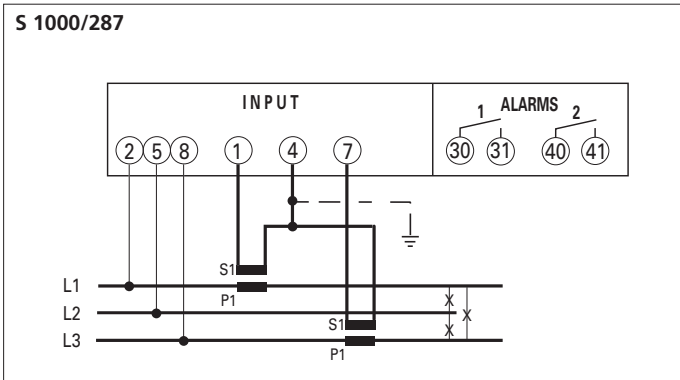 S 1000/287
INPUT
ALARMS
1 2
2 5 8 1 4 7 30 31 40 41
S1
L1
P1
L2
S1
L3
P1
X
X
X